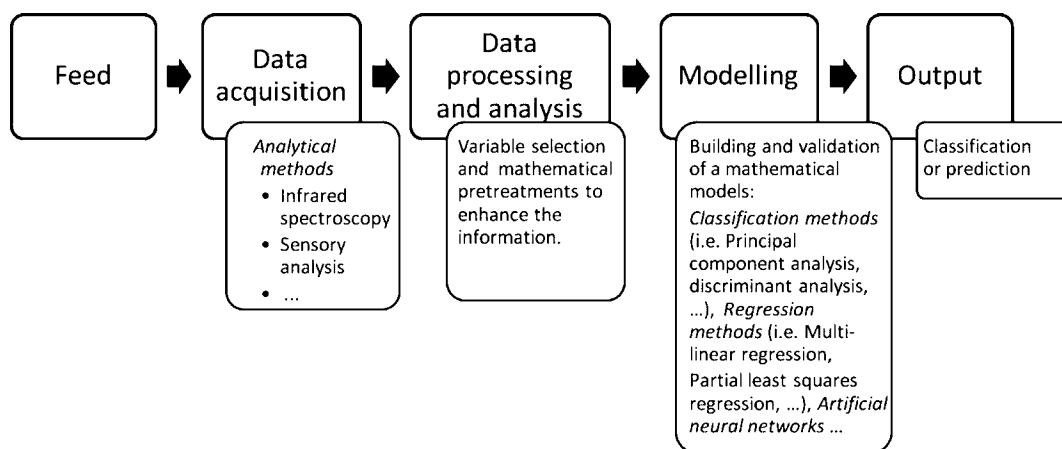 Feed
Data
acquisition
Analytical
methods
• Infrared
spectroscopy
• Sensory
analysis
• ...
Data
processing
and analysis
Variable selection
and mathematical
pretreatments to
enhance the
information.
Modelling
Building and validation
of a mathematical
models:
Classification methods
(i.e. Principal
component analysis,
discriminant analysis,
…), Regression
methods (i.e. Multi-
linear regression,
Partial least squares
regression, …), Artificial
neural networks …
Output
Classification
or prediction